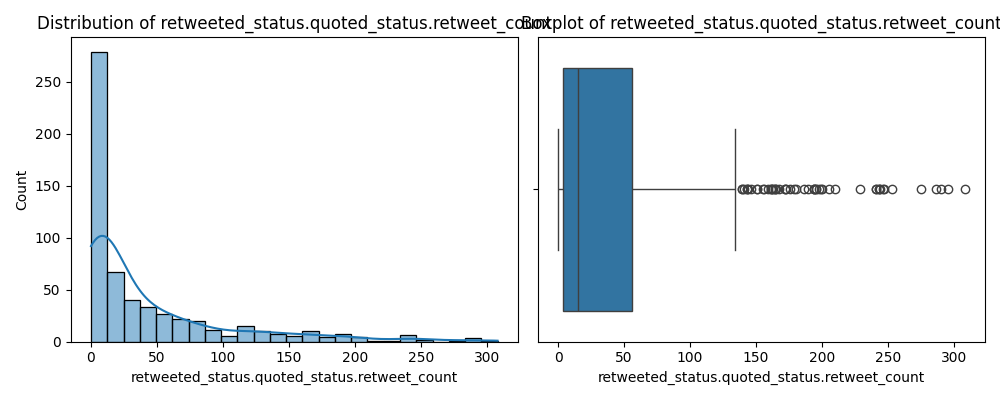 Distribution of retweeted_status.quoted_status.retweet_count
Boxplot of retweeted_status.quoted_status.retweet_count
Count
250
200
150
100
50
0
0 50 100 150 200 250 300
retweeted_status.quoted_status.retweet_count
0 50 100 150 200 250 300
retweeted_status.quoted_status.retweet_count